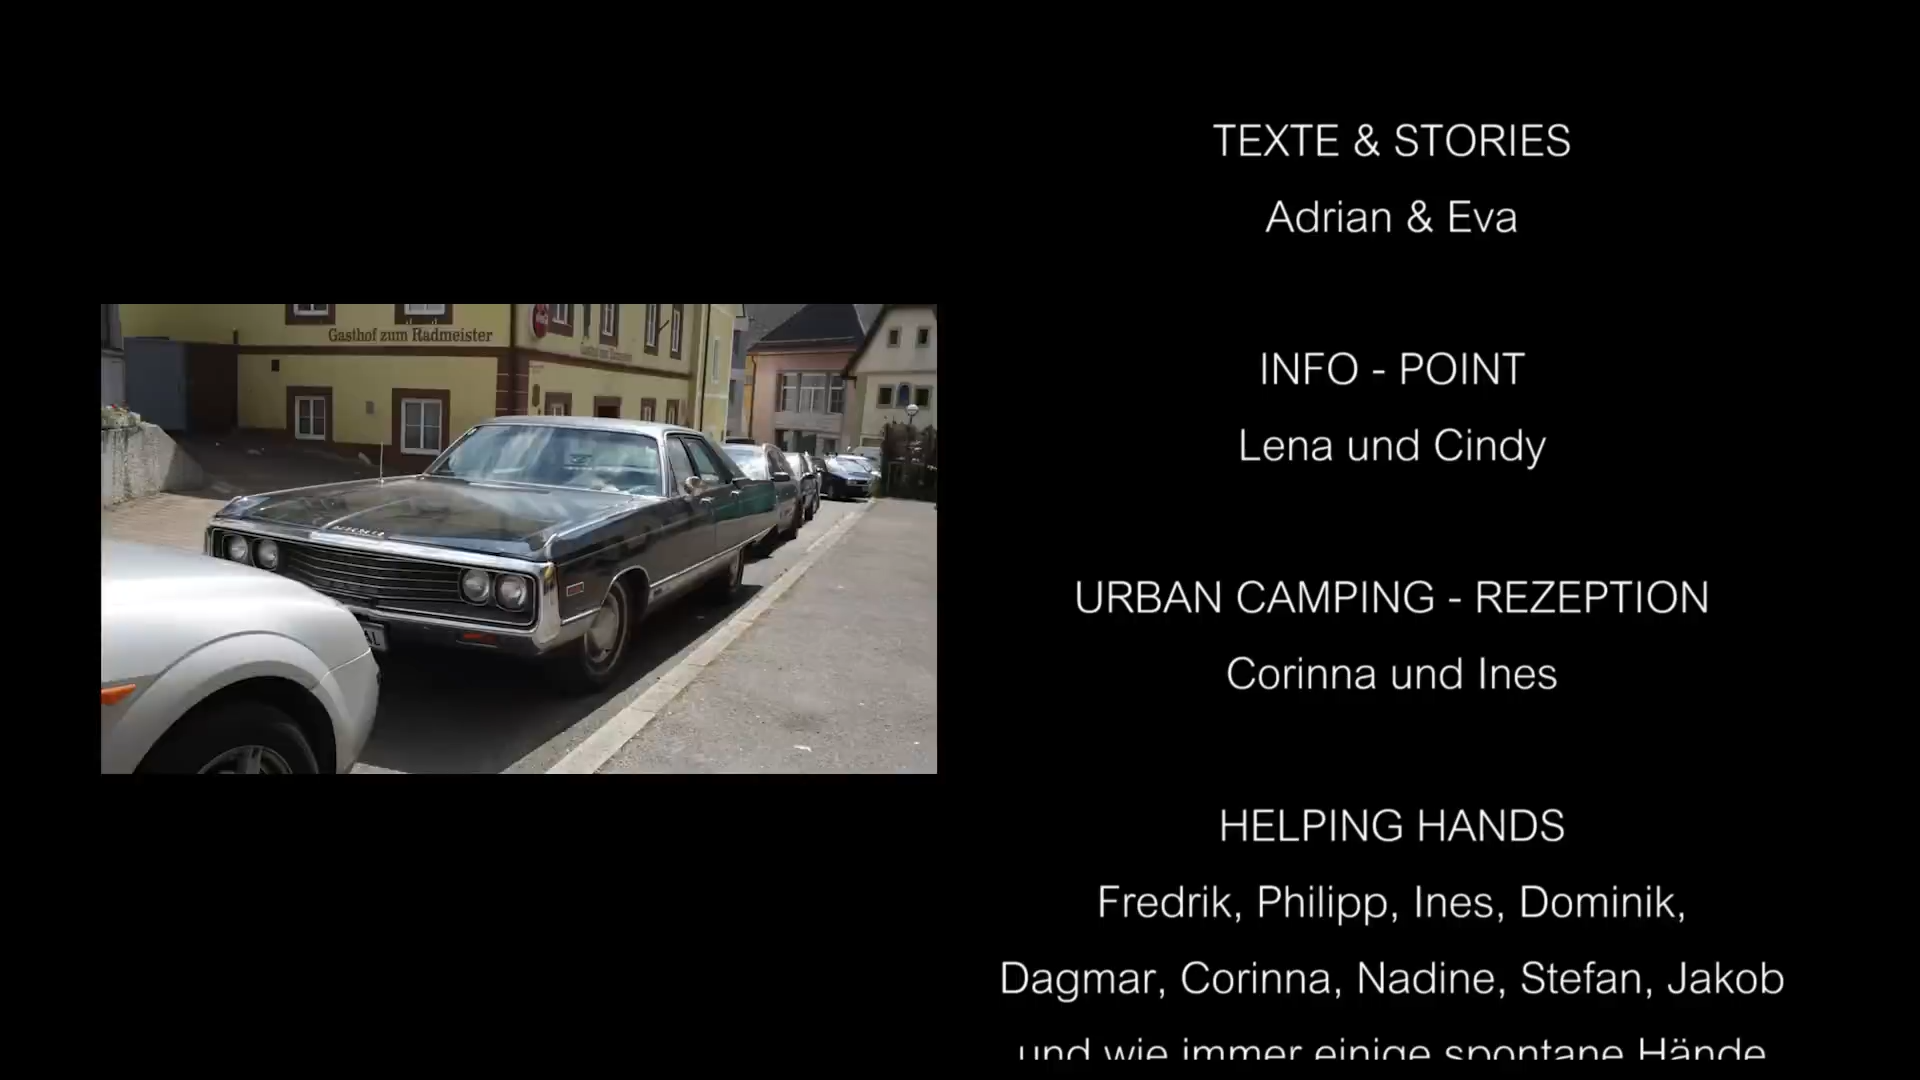 Gasthof zum Radmeister
TEXTE & STORIES
Adrian & Eva
INFO - POINT
Lena und Cindy
URBAN CAMPING - REZEPTION
Corinna und Ines
HELPING HANDS
Fredrik, Philipp, Ines, Dominik,
Dagmar, Corinna, Nadine, Stefan, Jakob
und wie immer einige spontane Hände